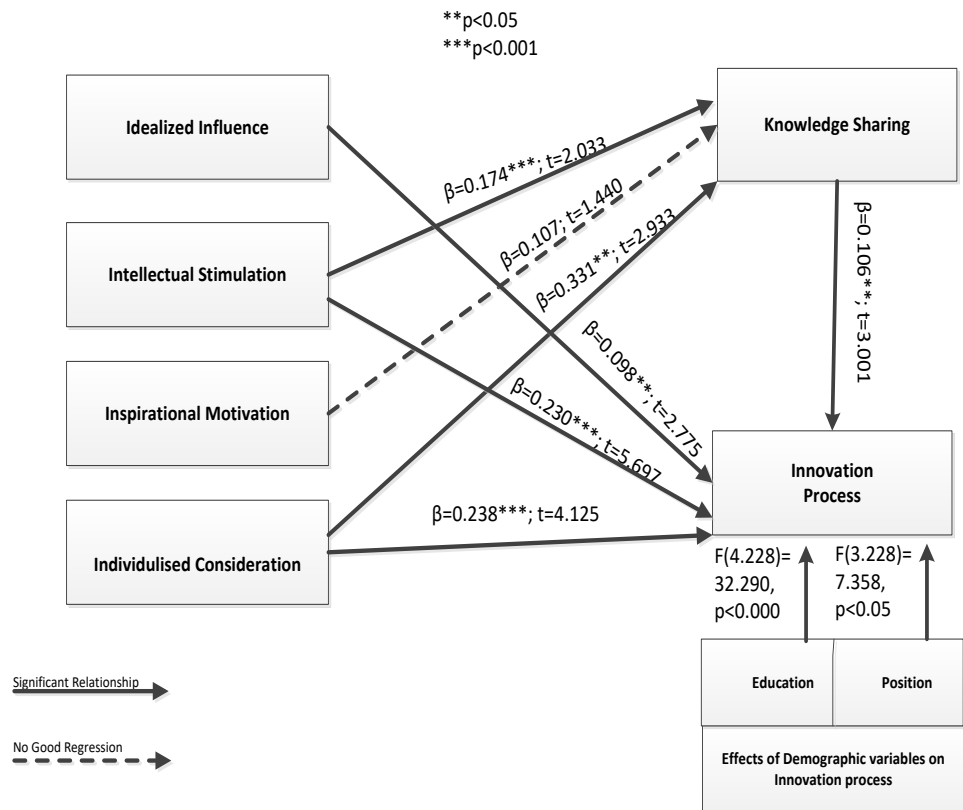 **p<0.05
***p<0.001
Idealized Influence
Knowledge Sharing
β=0.174***; t=2.033
β=0.107; t=1.440
β=0.331**; t=2.933
β=0.106**; t=3.001
Intellectual Stimulation
β=0.098**; t=2.775
β=0.230***; t=5.697
Inspirational Motivation
Innovation
Process
β=0.238***; t=4.125
Individulised Consideration
F(4.228)=
32.290,
p<0.000
F(3.228)=
7.358,
p<0.05
Significant Relationship
Education
Position
No Good Regression
Effects of Demographic variables on
Innovation process